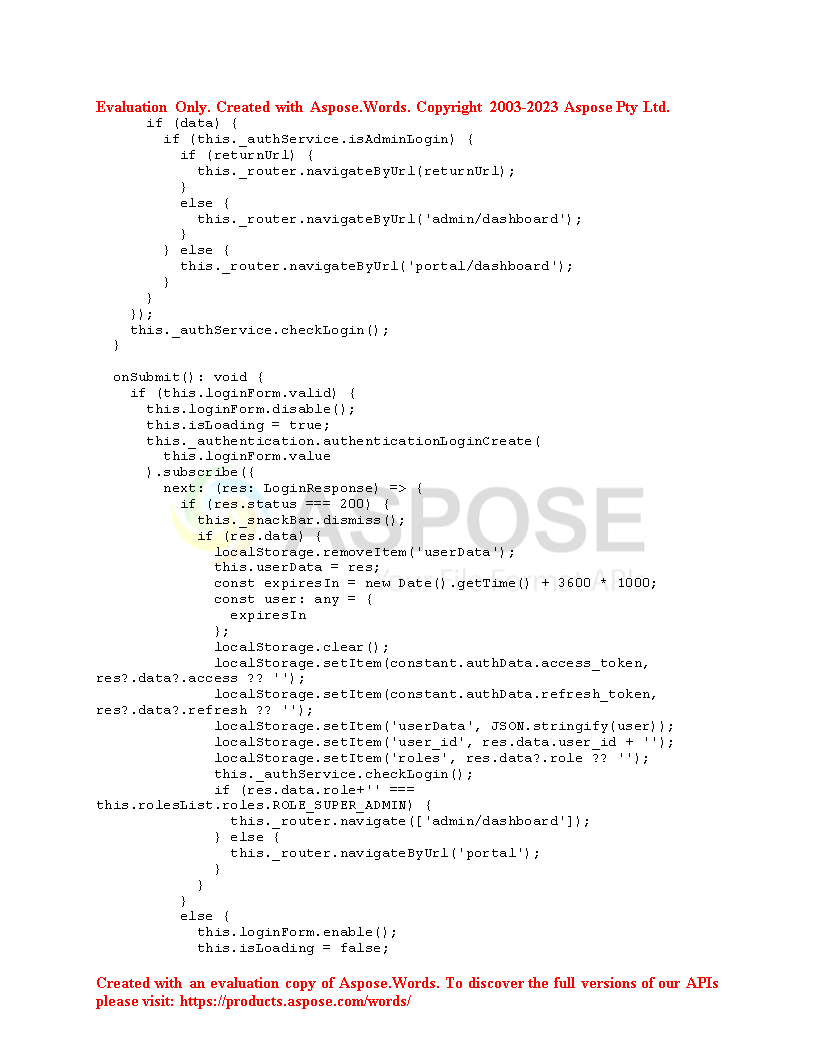 Evaluation Only. Created with Aspose.Words. Copyright 2003-2023 Aspose Pty Ltd.
      if (data) {
        if (this._authService.isAdminLogin) {
          if (returnUrl) {
            this._router.navigateByUrl(returnUrl);
          }
          else {
            this._router.navigateByUrl('admin/dashboard');
          }
        } else {
          this._router.navigateByUrl('portal/dashboard');
        }
      }
    });
    this._authService.checkLogin();
  }

  onSubmit(): void {
    if (this.loginForm.valid) {
      this.loginForm.disable();
      this.isLoading = true;
      this._authentication.authenticationLoginCreate(
        this.loginForm.value
      ).subscribe({
        next: (res: LoginResponse) => {
          if (res.status === 200) {
            this._snackBar.dismiss();
            if (res.data) {
              localStorage.removeItem('userData');
              this.userData = res;
              const expiresIn = new Date().getTime() + 3600 * 1000;
              const user: any = {
                expiresIn
              };
              localStorage.clear();
              localStorage.setItem(constant.authData.access_token,
res?.data?.access ?? '');
              localStorage.setItem(constant.authData.refresh_token,
res?.data?.refresh ?? '');
              localStorage.setItem('userData', JSON.stringify(user));
              localStorage.setItem('user_id', res.data.user_id + '');
              localStorage.setItem('roles', res.data?.role ?? '');
              this._authService.checkLogin();
              if (res.data.role+'' ===
this.rolesList.roles.ROLE_SUPER_ADMIN) {
                this._router.navigate(['admin/dashboard']);
              } else {
                this._router.navigateByUrl('portal');
              }
            }
          }
          else {
            this.loginForm.enable();
            this.isLoading = false;
ASPOSE
Your File Format APIs
Created with an evaluation copy of Aspose.Words. To discover the full versions of our APIs
please visit: https://products.aspose.com/words/